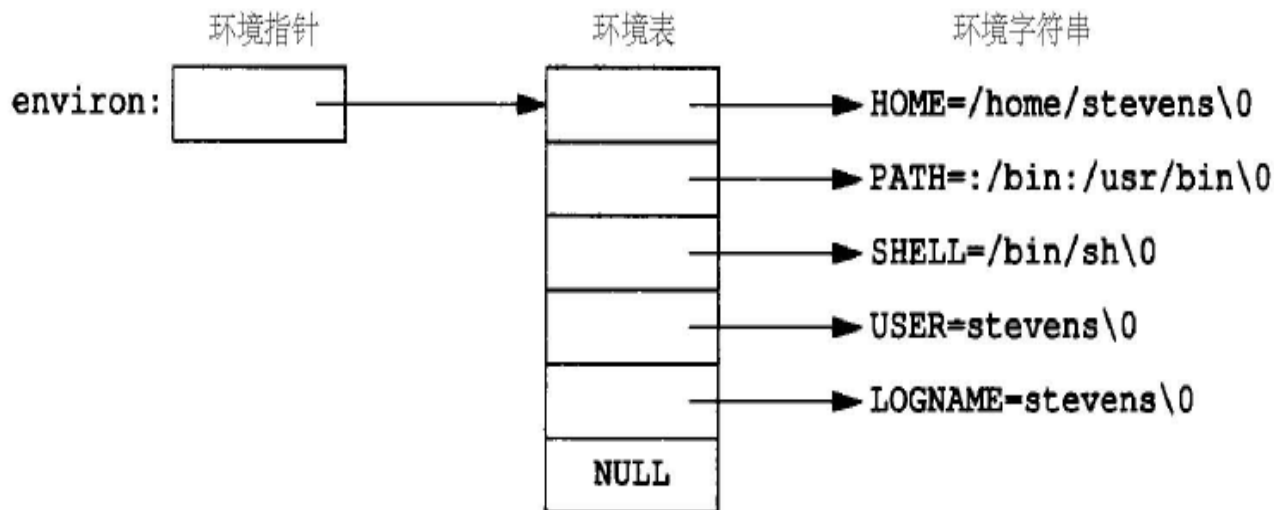 环境指针 环境表 环境字符串
environ: HOME=/home/stevens\0
PATH=:/bin:/usr/bin\0
SHELL=/bin/sh\0
USER=stevens\0
LOGNAME=stevens\0
NULL